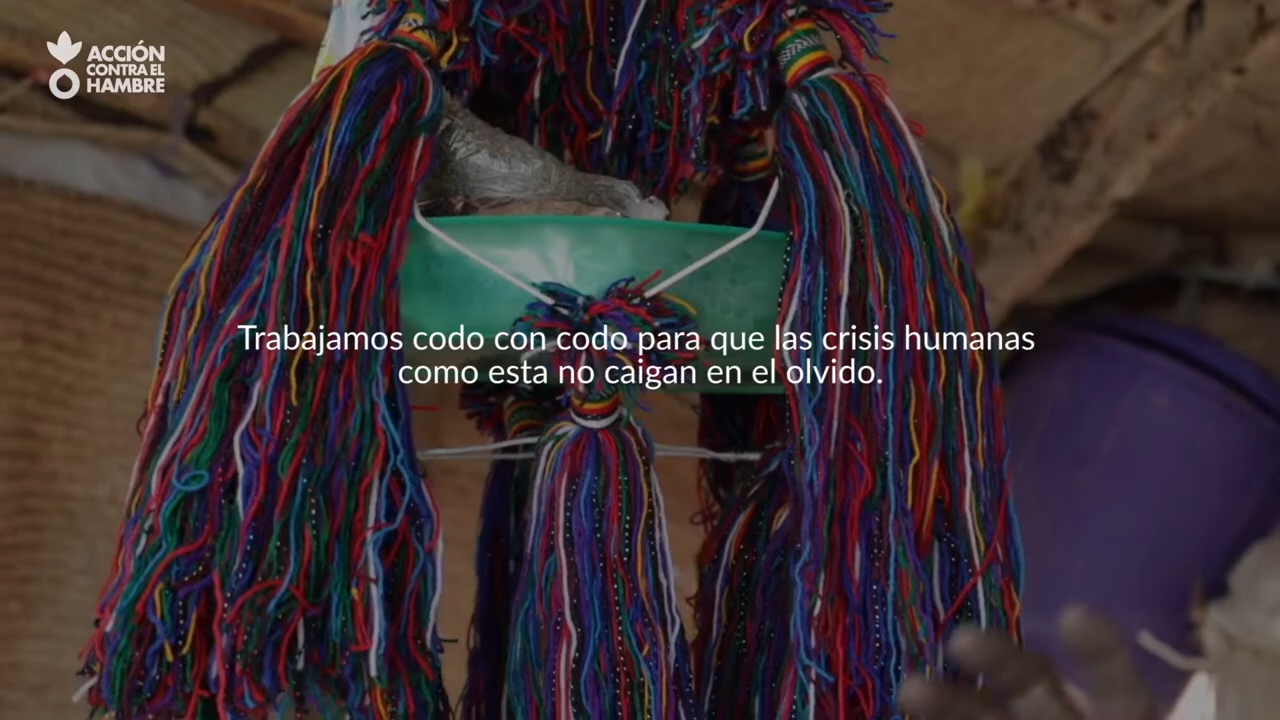 ACCIÓN
CONTRA EL
HAMBRE
Trabajamos codo con codo para que las crisis humanas
como esta no caigan en el olvido.